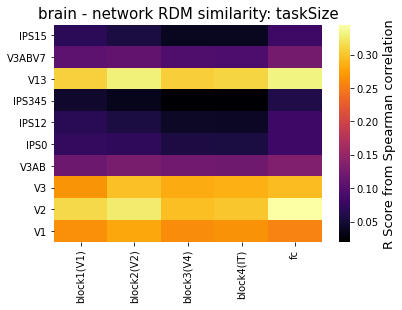 brain - network RDM similarity: taskSize
IPS15
V3ABV7
V13
IPS345
IPS12
IPS0
V3AB
V3
V2
V1
block1(V1)
block2(V2)
block3(V4)
block4(IT)
fc
0.30
0.25
0.20
0.15
0.10
0.05
R Score from Spearman correlation